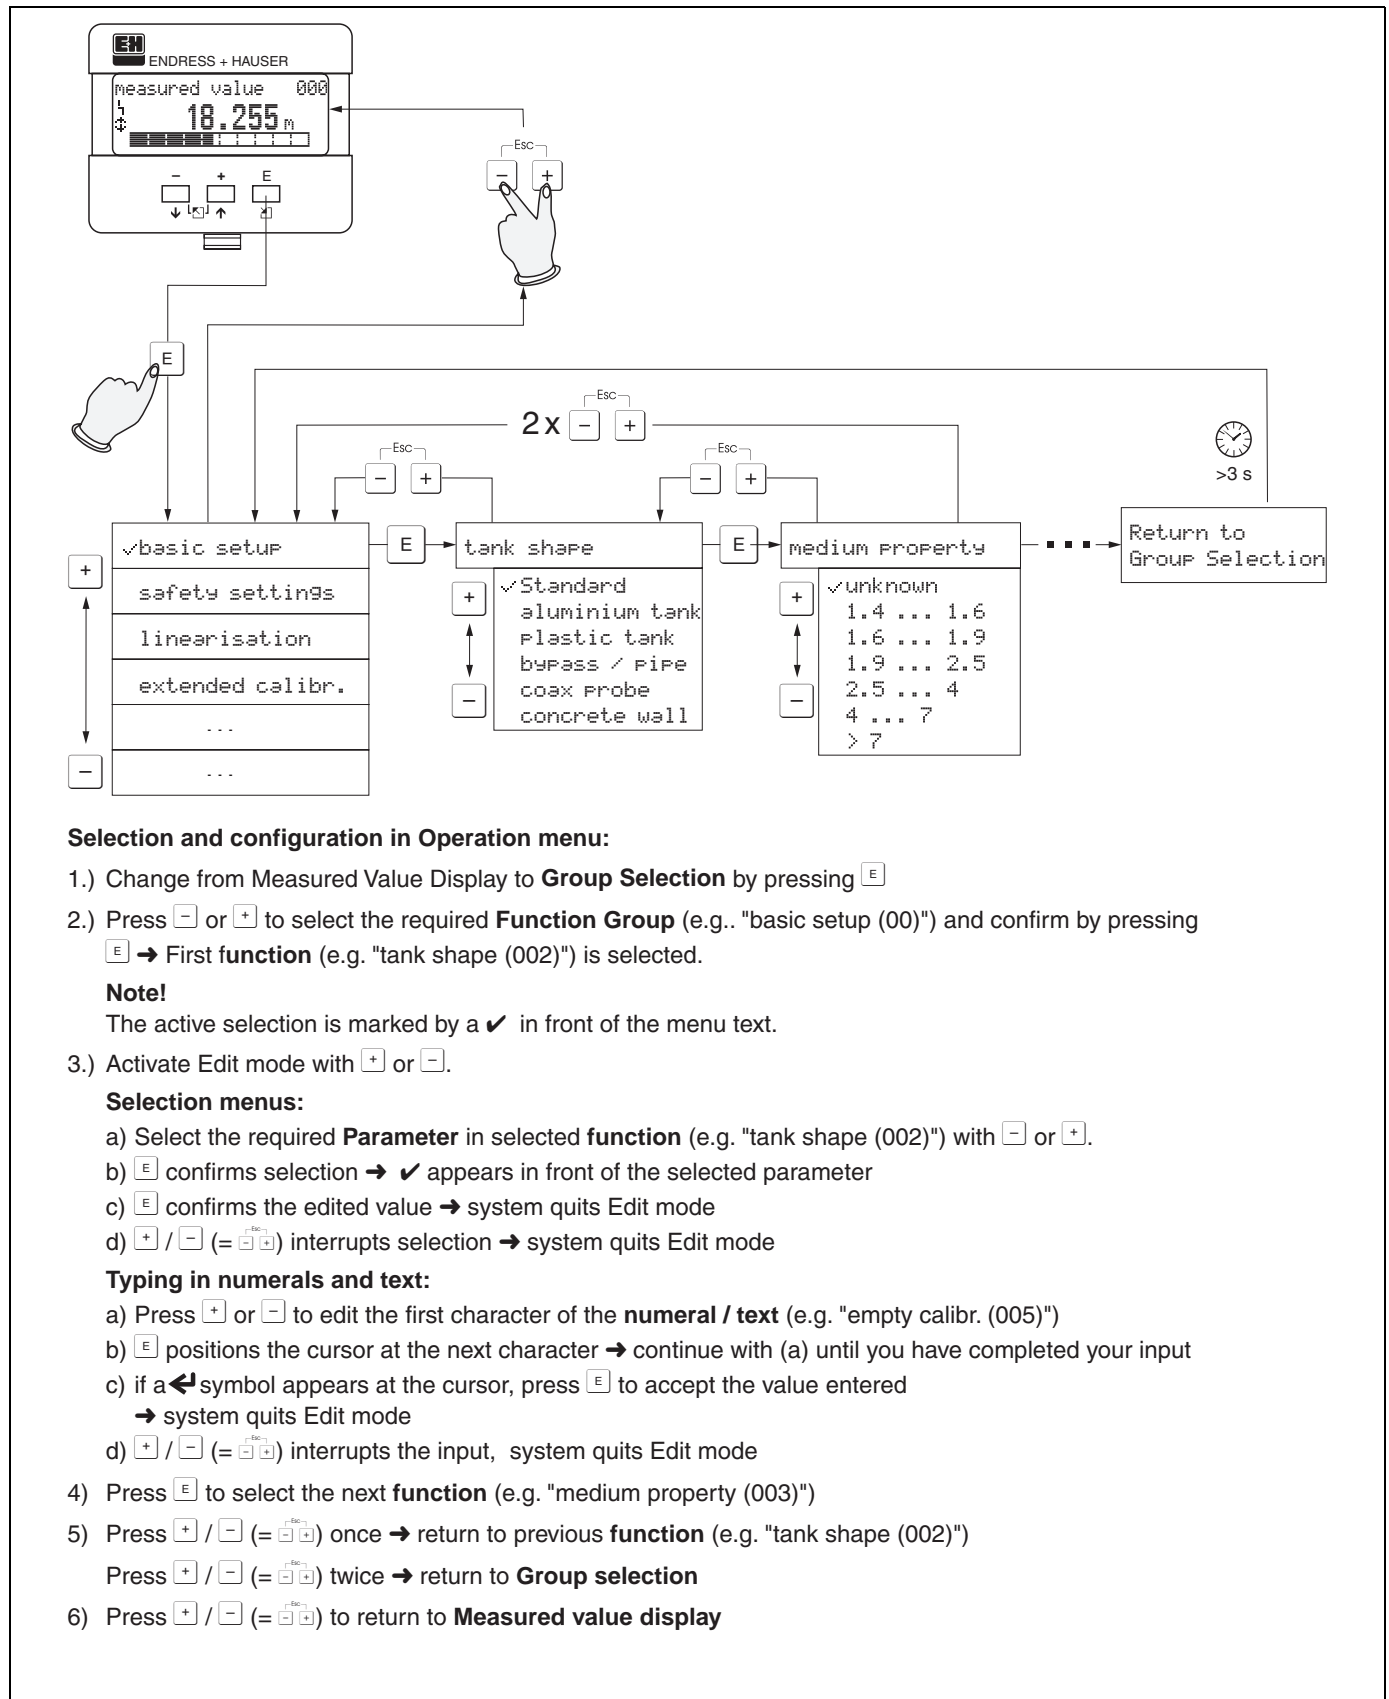 E+H
ENDRESS + HAUSER
measured value 000
18.255 m
- + E
Esc
- +
E
Esc
2 x - +
>3 s
Esc
- +
Esc
- +
✓basic setup
E
tank shape
E
medium property
Return to
Group Selection
+
safety settings
linearisation
extended calibr.
...
...
-
+
-
✓Standard
aluminium tank
plastic tank
bypass / pipe
coax probe
concrete wall
+
-
✓unknown
1.4 ... 1.6
1.6 ... 1.9
1.9 ... 2.5
2.5 ... 4
4 ... 7
> 7
Selection and configuration in Operation menu:
1.) Change from Measured Value Display to Group Selection by pressing E
2.) Press - or + to select the required Function Group (e.g.. "basic setup (00)") and confirm by pressing
E ➜ First function (e.g. "tank shape (002)") is selected.
Note!
The active selection is marked by a ✔ in front of the menu text.
3.) Activate Edit mode with + or -.
Selection menus:
a) Select the required Parameter in selected function (e.g. "tank shape (002)") with - or +.
b) E confirms selection ➜ ✔ appears in front of the selected parameter
c) E confirms the edited value ➜ system quits Edit mode
d) + / - (= Esc - +) interrupts selection ➜ system quits Edit mode
Typing in numerals and text:
a) Press + or - to edit the first character of the numeral / text (e.g. "empty calibr. (005)")
b) E positions the cursor at the next character ➜ continue with (a) until you have completed your input
c) if a ↵ symbol appears at the cursor, press E to accept the value entered
➜ system quits Edit mode
d) + / - (= Esc - +) interrupts the input, system quits Edit mode
4) Press E to select the next function (e.g. "medium property (003)")
5) Press + / - (= Esc - +) once ➜ return to previous function (e.g. "tank shape (002)")
Press + / - (= Esc - +) twice ➜ return to Group selection
6) Press + / - (= Esc - +) to return to Measured value display